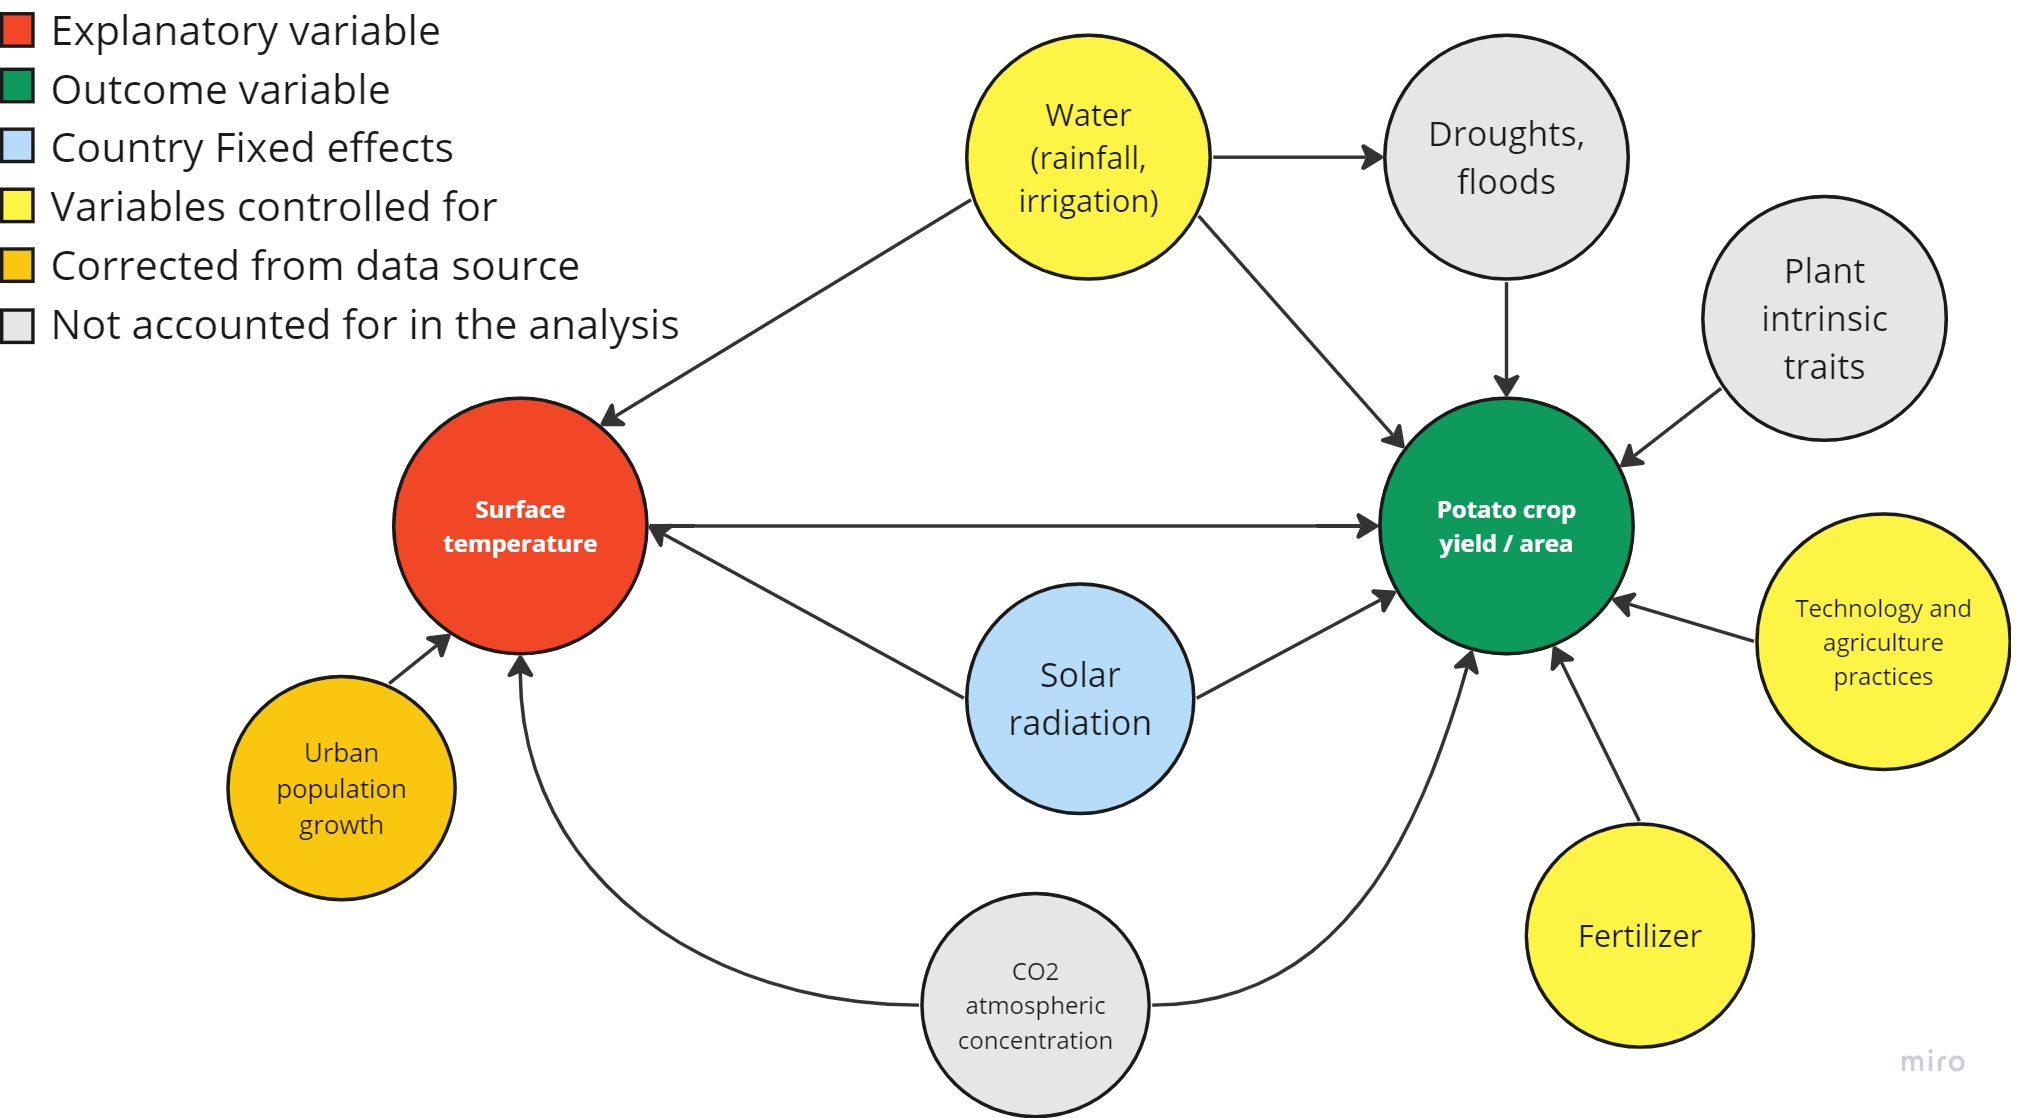 Explanatory variable
Outcome variable
Country Fixed effects
Variables controlled for
Corrected from data source
Not accounted for in the analysis
Water
(rainfall,
irrigation)
Droughts,
floods
Plant
intrinsic
traits
Surface
temperature
Potato crop
yield / area
Technology and
agriculture
practices
Solar
radiation
Urban
population
growth
Fertilizer
CO2
atmospheric
concentration
miro